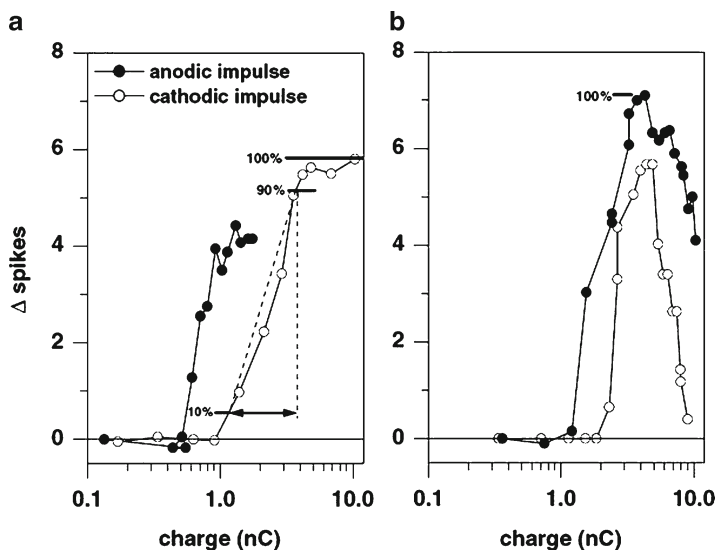 a
b
8
6
4
2
0
Δ spikes
anodic impulse
cathodic impulse
100%
90%
10%
0.1
1.0
10.0
charge (nC)
8
6
4
2
0
100%
0.1
1.0
10.0
charge (nC)